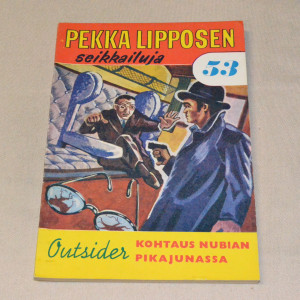 PEKKA LIPPOSEN
seikkailuja
53
Outsider
KOHTAUS NUBIAN
PIKAJUNASSA